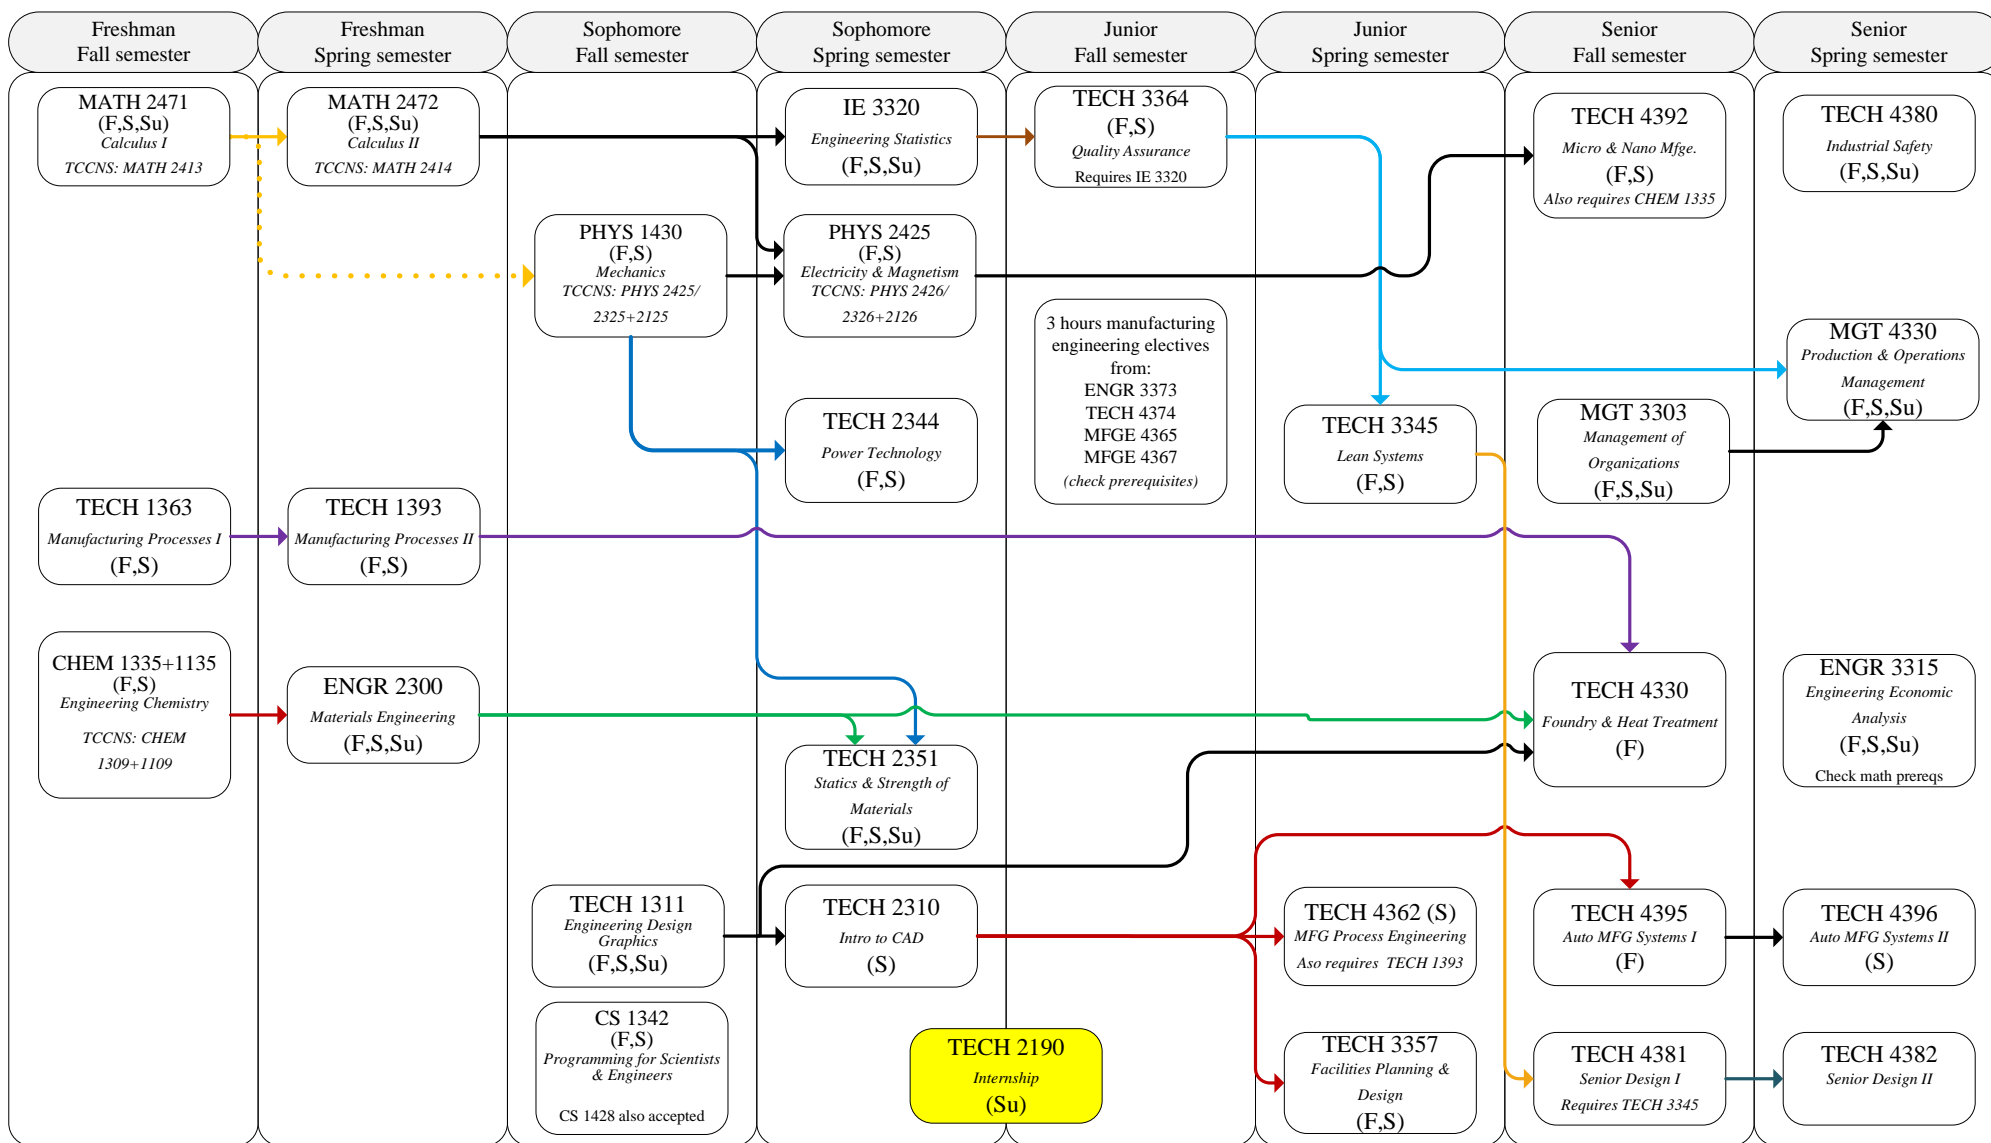 Freshman
Fall semester
Freshman
Spring semester
Sophomore
Fall semester
Sophomore
Spring semester
Junior
Fall semester
Junior
Spring semester
Senior
Fall semester
Senior
Spring semester
MATH 2471
(F,S,Su)
Calculus I
TCCNS: MATH 2413
TECH 1363
Manufacturing Processes I
(F,S)
CHEM 1335+1135
(F,S)
Engineering Chemistry
TCCNS: CHEM
1309+1109
MATH 2472
(F,S,Su)
Calculus II
TCCNS: MATH 2414
TECH 1393
Manufacturing Processes II
(F,S)
ENGR 2300
Materials Engineering
(F,S,Su)
PHYS 1430
(F,S)
Mechanics
TCCNS: PHYS 2425/
2325+2125
TECH 1311
Engineering Design
Graphics
(F,S,Su)
CS 1342
(F,S)
Programming for Scientists
& Engineers
CS 1428 also accepted
IE 3320
Engineering Statistics
(F,S,Su)
PHYS 2425
(F,S)
Electricity & Magnetism
TCCNS: PHYS 2426/
2326+2126
TECH 2344
Power Technology
(F,S)
TECH 2351
Statics & Strength of
Materials
(F,S,Su)
TECH 2310
Intro to CAD
(S)
TECH 2190
Internship
(Su)
TECH 3364
(F,S)
Quality Assurance
Requires IE 3320
3 hours manufacturing
engineering electives
from:
ENGR 3373
TECH 4374
MFGE 4365
MFGE 4367
(check prerequisites)
TECH 3345
Lean Systems
(F,S)
TECH 4362 (S)
MFG Process Engineering
Aso requires TECH 1393
TECH 3357
Facilities Planning &
Design
(F,S)
TECH 4392
Micro & Nano Mfge.
(F,S)
Also requires CHEM 1335
MGT 3303
Management of
Organizations
(F,S,Su)
TECH 4330
Foundry & Heat Treatment
(F)
TECH 4395
Auto MFG Systems I
(F)
TECH 4381
Senior Design I
Requires TECH 3345
TECH 4380
Industrial Safety
(F,S,Su)
MGT 4330
Production & Operations
Management
(F,S,Su)
ENGR 3315
Engineering Economic
Analysis
(F,S,Su)
Check math prereqs
TECH 4396
Auto MFG Systems II
(S)
TECH 4382
Senior Design II